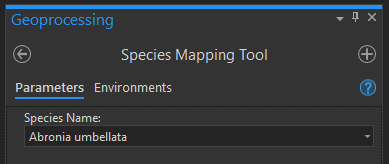 Geoprocessing
Species Mapping Tool
Parameters Environments
Species Name:
Abronia umbellata